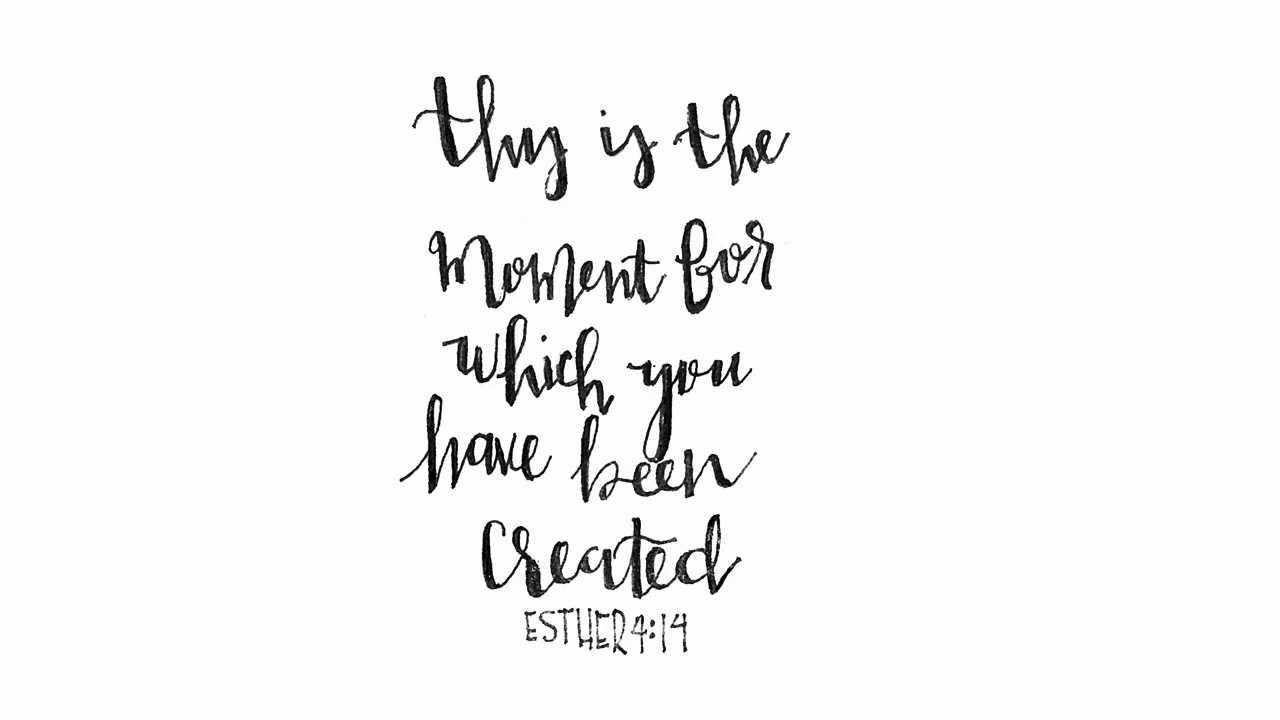 this is the
moment for
which you
have been
Created
ESTHER 4:14